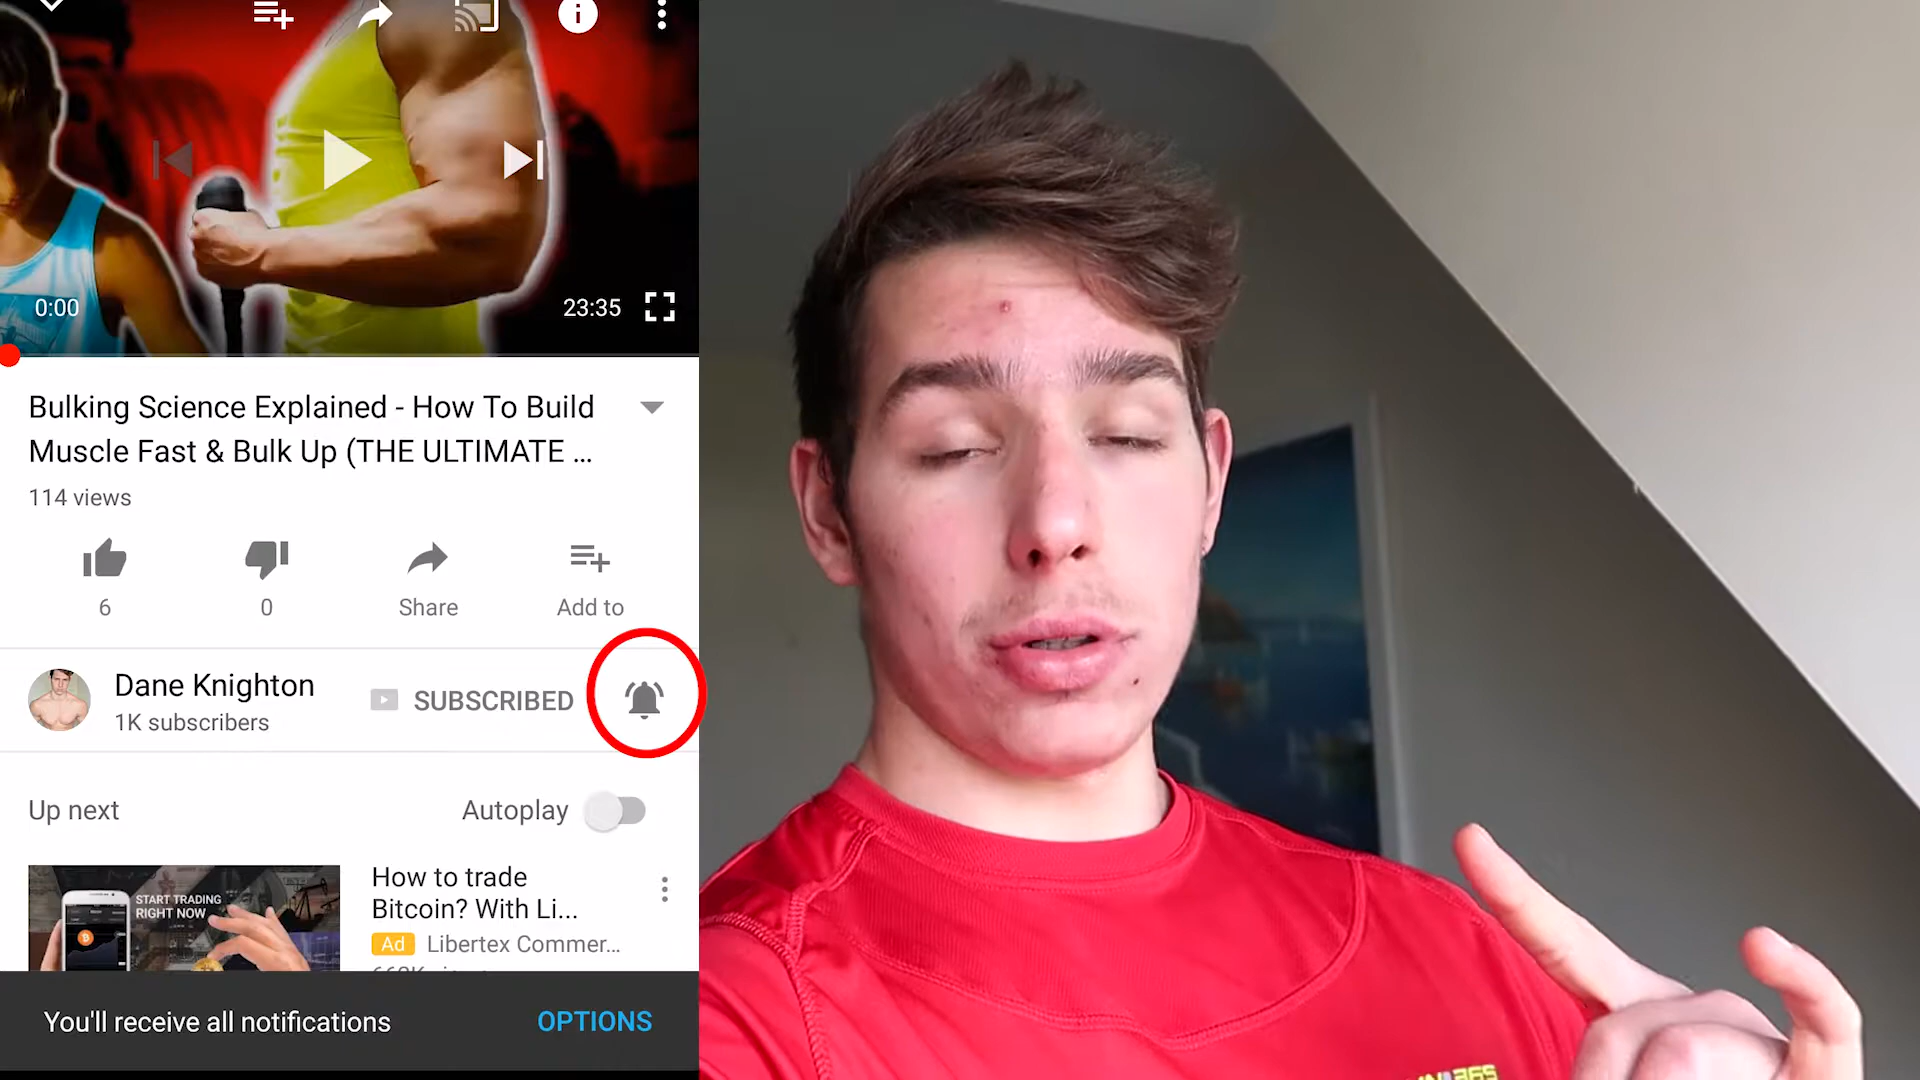 i
0:00
23:35
Bulking Science Explained - How To Build
Muscle Fast & Bulk Up (THE ULTIMATE ...
114 views
6
0
Share
Add to
Dane Knighton
1K subscribers
SUBSCRIBED
Up next
Autoplay
START TRADING
RIGHT NOW
How to trade
Bitcoin? With Li...
Ad
Libertex Commer...
You'll receive all notifications
OPTIONS